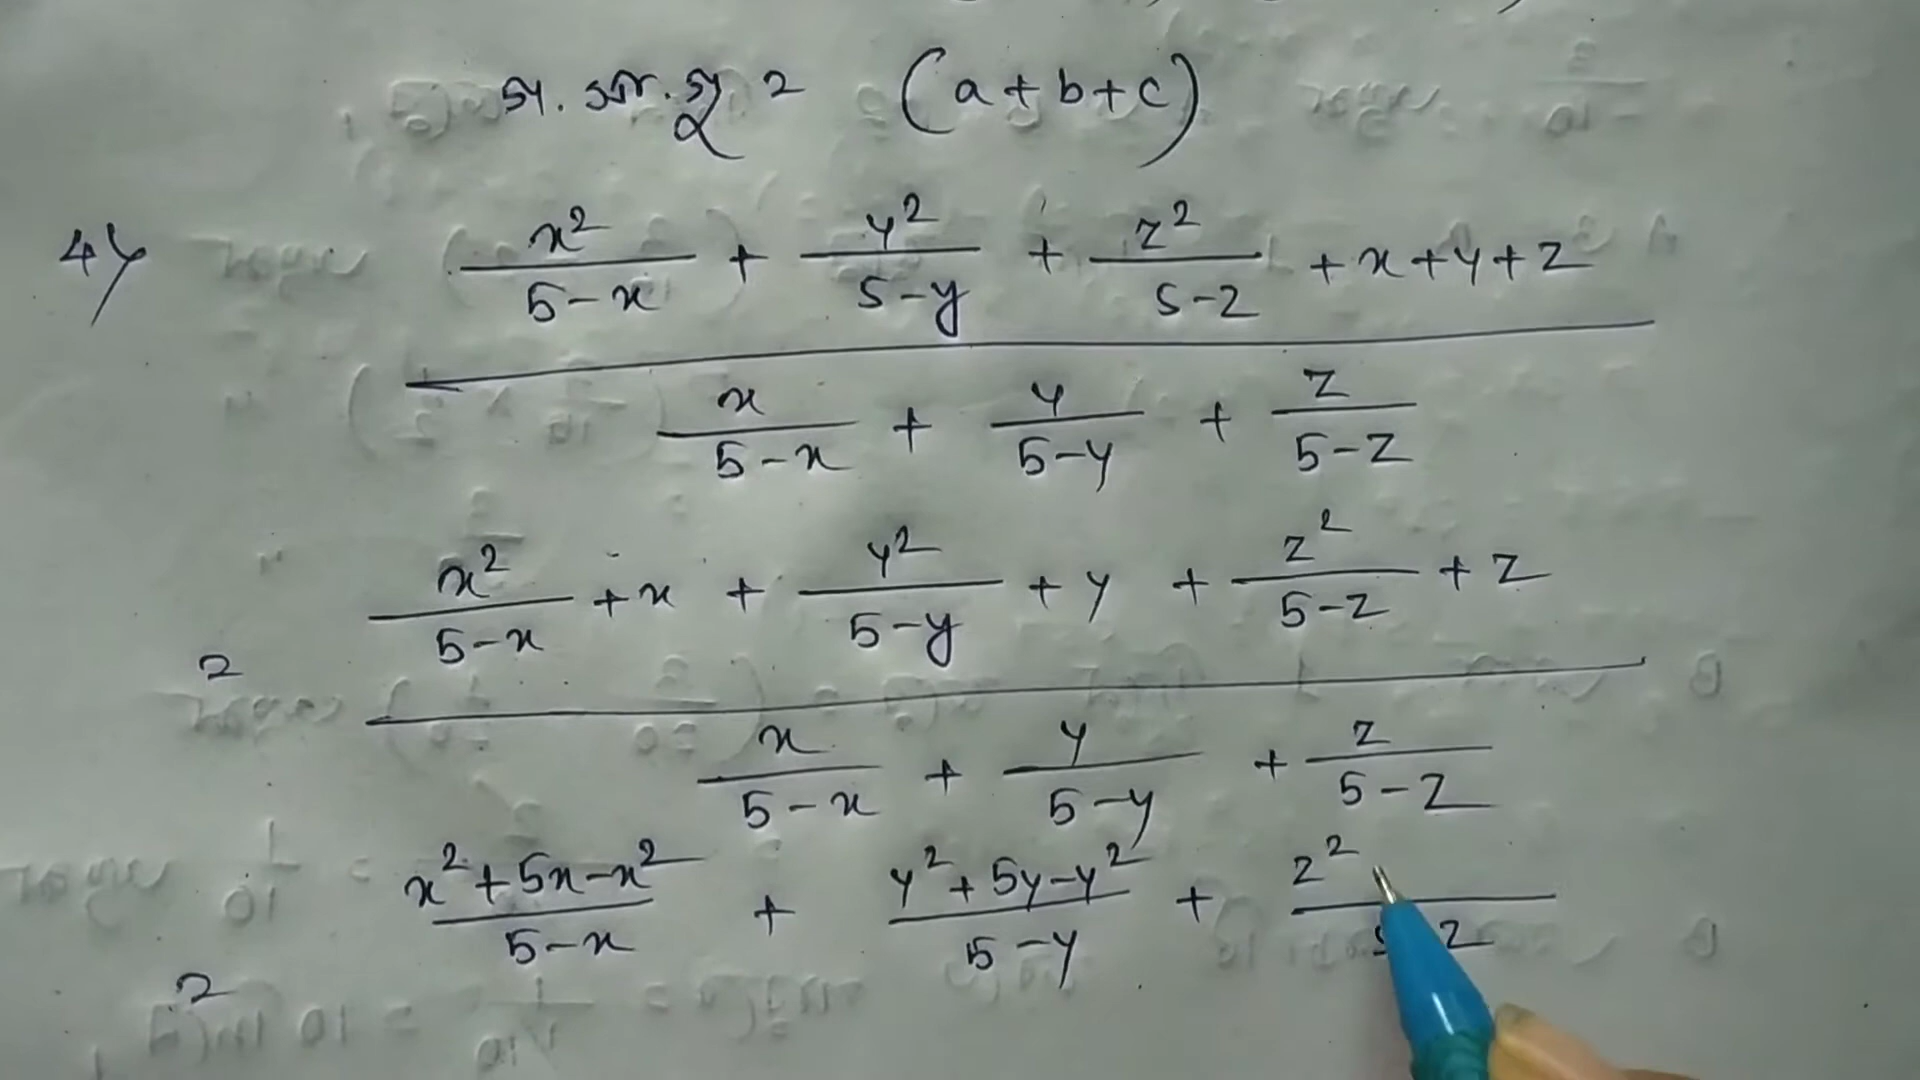 সা. আ. গু = (a+b+c)
4) x²/(5-x) + y²/(5-y) + z²/(5-z) + x+y+z
x/(5-x) + y/(5-y) + z/(5-z)
= x²/(5-x) + x + y²/(5-y) + y + z²/(5-z) + z
x/(5-x) + y/(5-y) + z/(5-z)
= (x²+5x-x²)/(5-x) + (y²+5y-y²)/(5-y) + z²